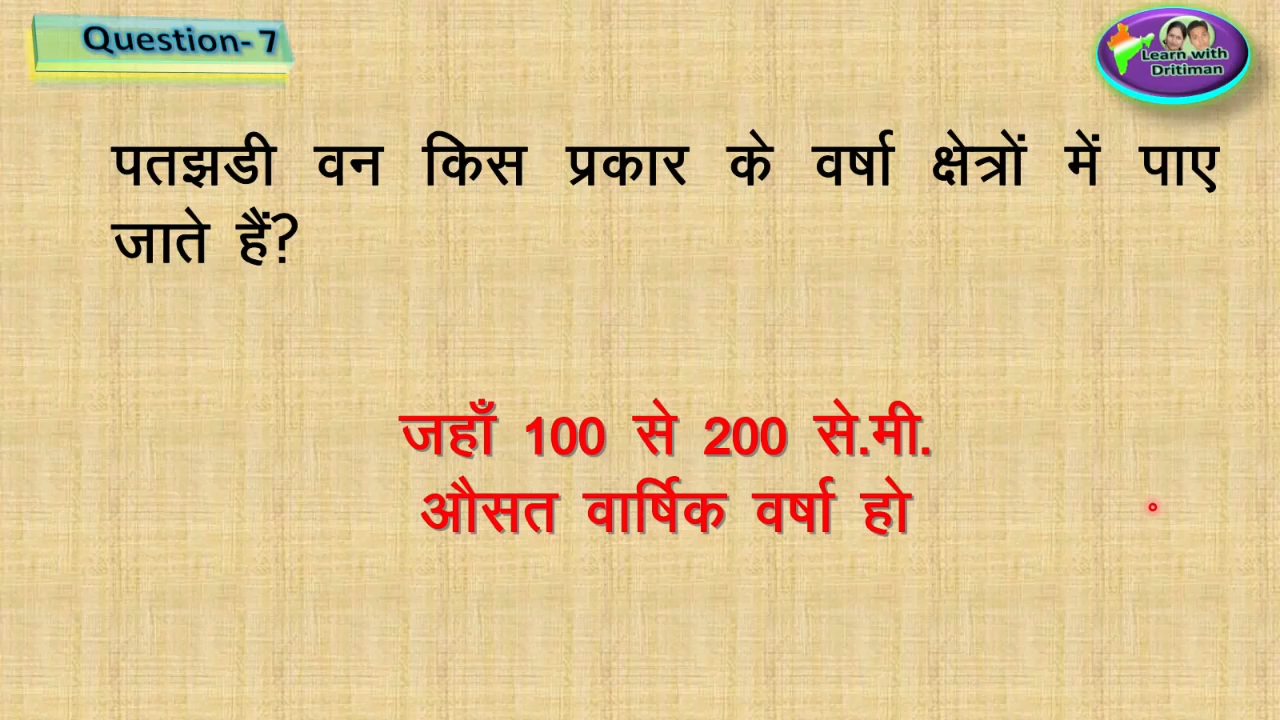 Question- 7
Learn with
Dritiman
पतझडी वन किस प्रकार के वर्षा क्षेत्रों में पाए
जाते हैं?
जहाँ 100 से 200 से.मी.
औसत वार्षिक वर्षा हो